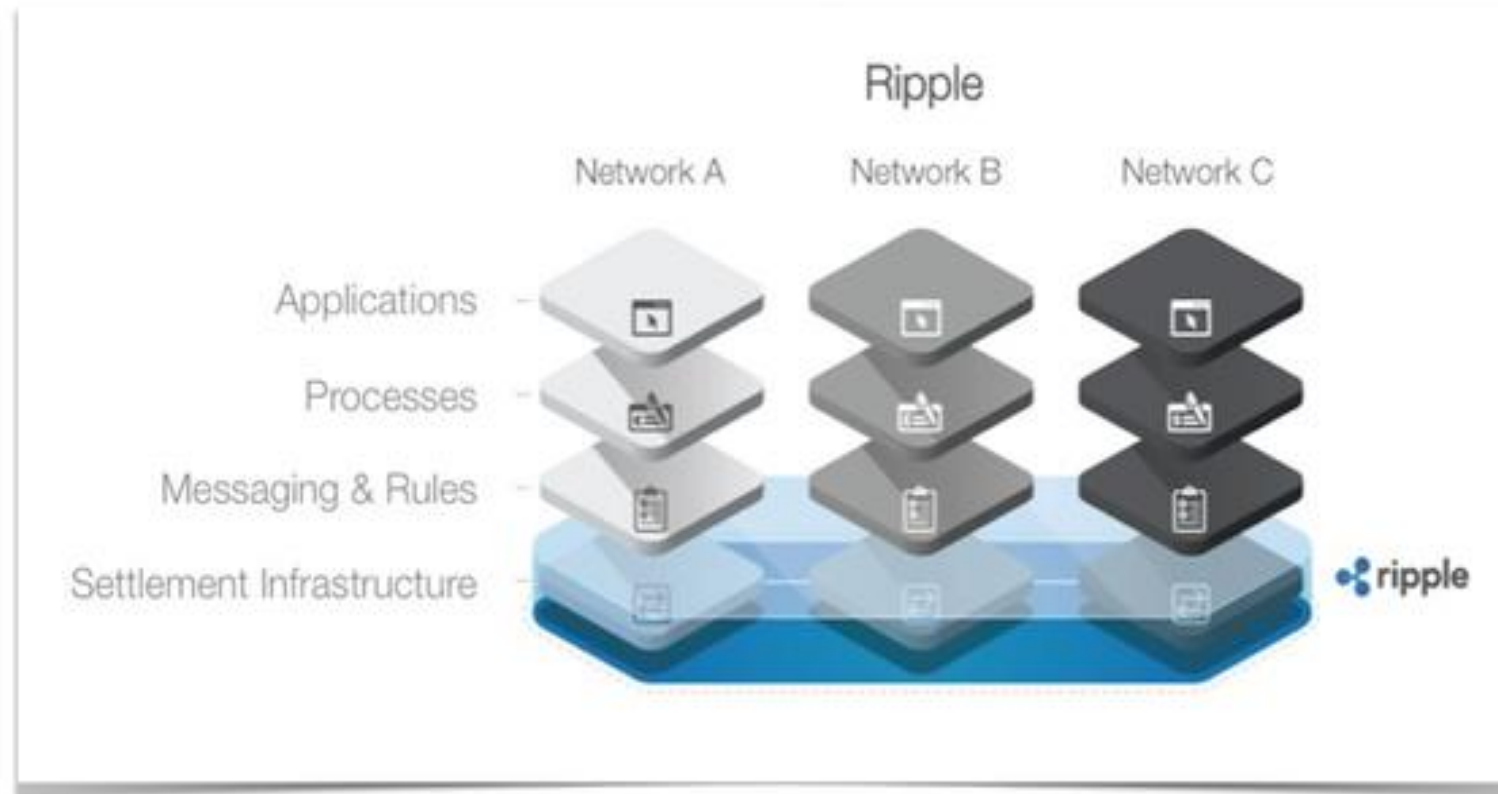 Ripple
Network A
Network B
Network C
Applications
Processes
Messaging & Rules
Settlement Infrastructure
ripple